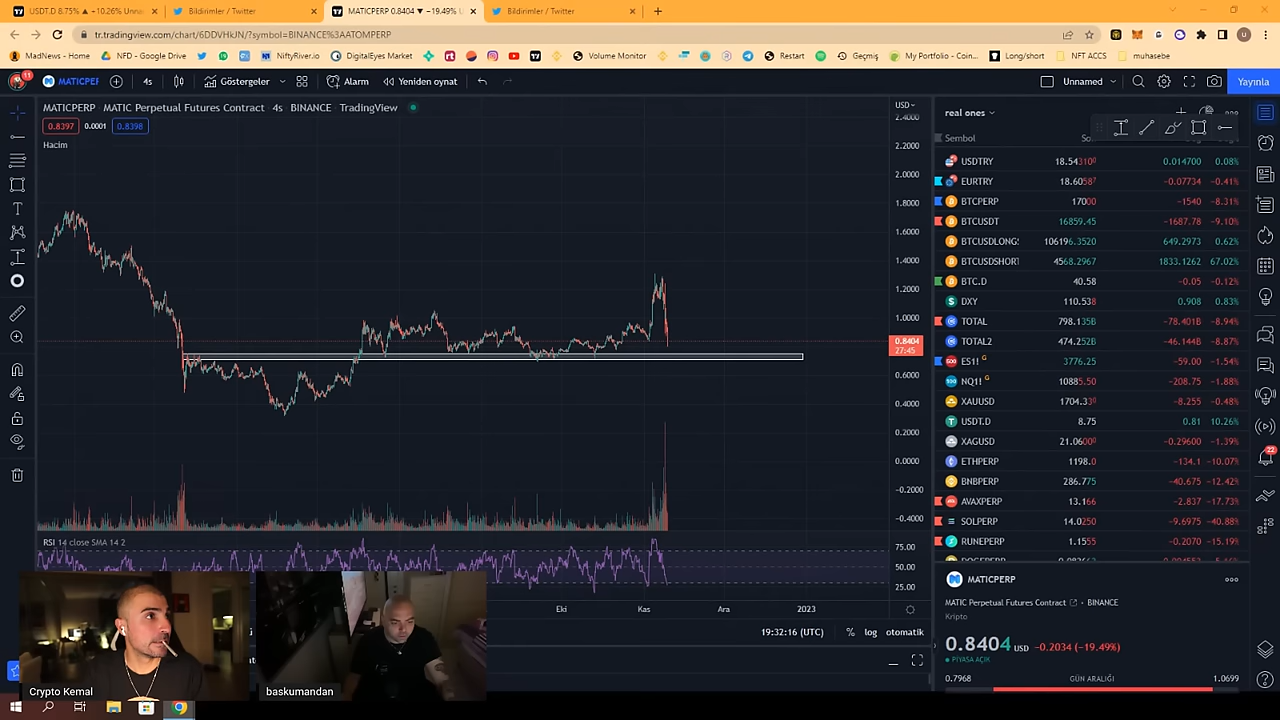 USDT.D 8.75% ▲ +10.26% Unna
Bildirimler / Twitter
MATICPERP 0.8404 ▼ −19.49% U
Bildirimler / Twitter
tr.tradingview.com/chart/6DDVHkJN/?symbol=BINANCE%3AATOMPERP
MadNews - Home
NFD - Google Drive
NiftyRiver.io
DigitalEyes Market
Volume Monitor
Restart
Geçmiş
My Portfolio - Coin...
Long/short
NFT ACCS
muhasebe
11
MATICPEF
4s
Göstergeler
Alarm
Yeniden oynat
Unnamed
Yayınla
MATICPERP · MATIC Perpetual Futures Contract · 4s · BINANCE · TradingView
0.8397
0.0001
0.8398
Hacim
USD
2.4000
2.2000
2.0000
1.8000
1.6000
1.4000
1.2000
1.0000
0.8404
27:45
0.6000
0.4000
0.2000
0.0000
−0.2000
−0.4000
RSI 14 close SMA 14 2
75.00
50.00
25.00
Eki
Kas
Ara
2023
19:32:16 (UTC)
%
log
otomatik
real ones
Sembol
USDTRY 18.54310 0.014700 0.08%
EURTRY 18.6058 −0.07734 −0.41%
BTCPERP 17000 −1540 −8.31%
BTCUSDT 16859.45 −1687.78 −9.10%
BTCUSDLONG 106196.3520 649.2973 0.62%
BTCUSDSHORT 4568.2967 1833.1262 67.02%
BTC.D 40.58 −0.05 −0.12%
DXY 110.538 0.908 0.83%
TOTAL 798.135B −78.401B −8.94%
TOTAL2 474.252B −46.144B −8.87%
ES1! G 3776.25 −59.00 −1.54%
NQ1! G 10885.50 −208.75 −1.88%
XAUUSD 1704.330 −8.255 −0.48%
USDT.D 8.75 0.81 10.26%
XAGUSD 21.0600 −0.29600 −1.39%
ETHPERP 1198.0 −134.1 −10.07%
BNBPERP 286.775 −40.675 −12.42%
AVAXPERP 13.166 −2.837 −17.73%
SOLPERP 14.0250 −9.6975 −40.88%
RUNEPERP 1.1555 −0.2070 −15.19%
22
MATICPERP
MATIC Perpetual Futures Contract · BINANCE
Kripto
0.8404 USD −0.2034 (−19.49%)
PİYASA AÇIK
0.7968 GÜN ARALIĞI 1.0699
Crypto Kemal
baskumandan